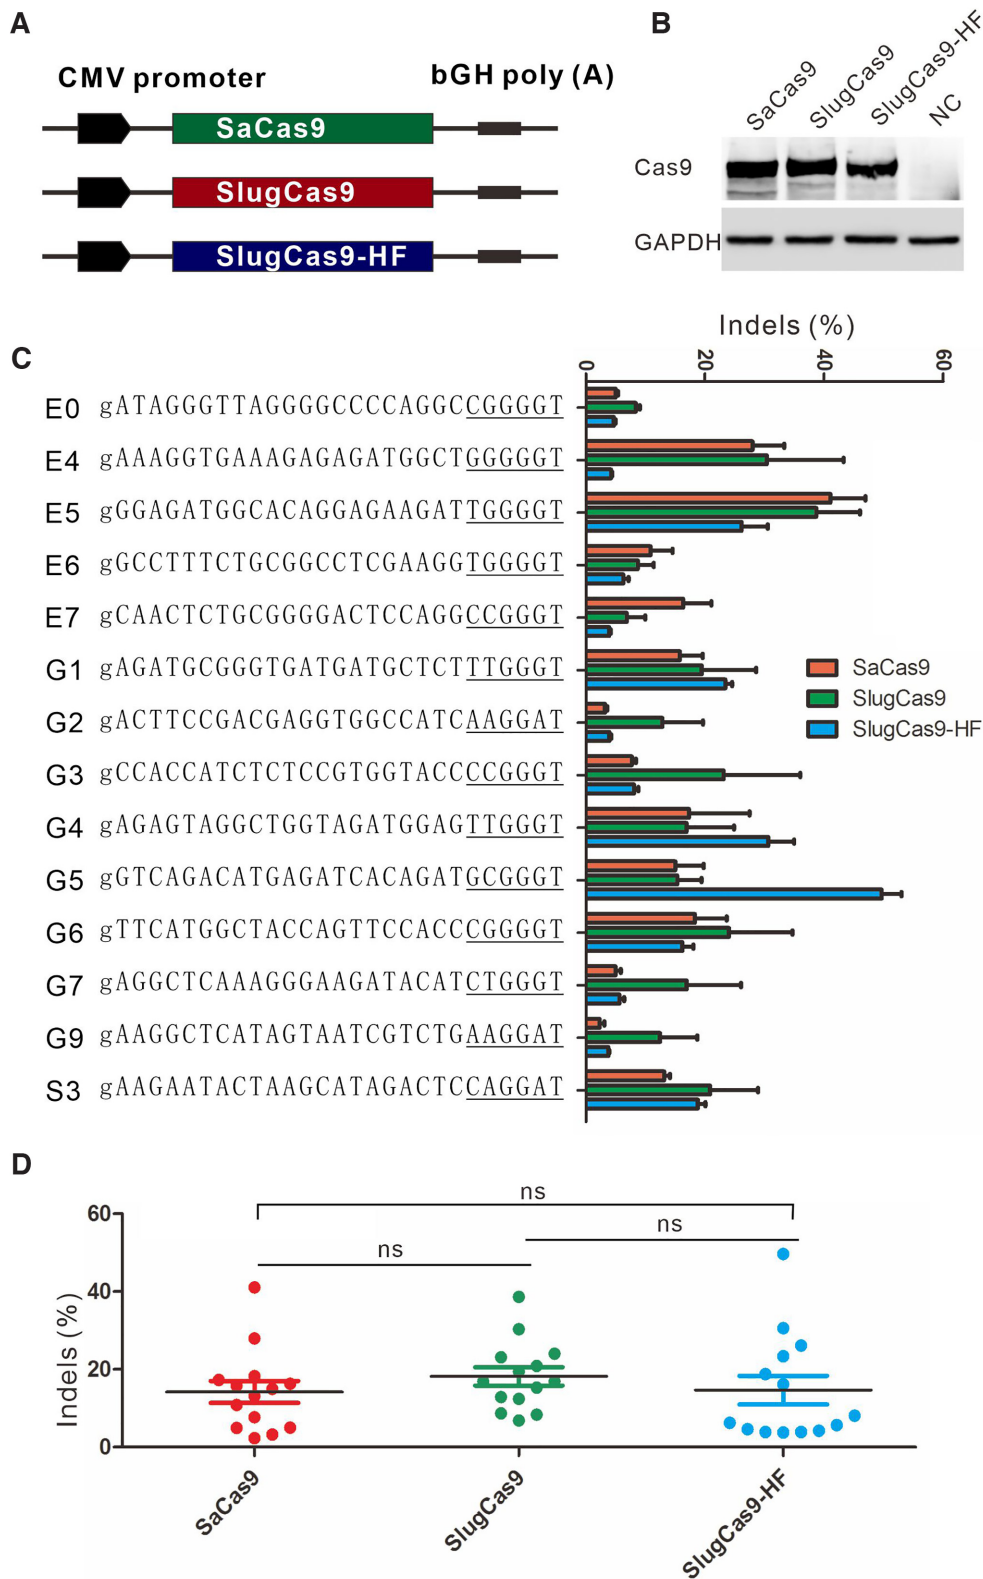 A
CMV promoter
bGH poly (A)
SaCas9
SlugCas9
SlugCas9-HF
B
SaCas9
SlugCas9
SlugCas9-HF
NC
Cas9
GAPDH
C
Indels (%)
0 20 40 60
E0 gATAGGGTTAGGGGCCCCAGGCCGGGGT
E4 gAAAGGTGAAAGAGAGATGGCTGGGGGT
E5 gGGAGATGGCACAGGAGAAGATTGGGGT
E6 gGCCTTTCTGCGGCCTCGAAGGTGGGGT
E7 gCAACTCTGCGGGGACTCCAGGCCGGGT
G1 gAGATGCGGGTGATGATGCTCTTTGGGT
G2 gACTTCCGACGAGGTGGCCATCAAGGAT
G3 gCCACCATCTCTCCGTGGTACCCCGGGT
G4 gAGAGTAGGCTGGTAGATGGAGTTGGGT
G5 gGTCAGACATGAGATCACAGATGCGGGT
G6 gTTCATGGCTACCAGTTCCACCCGGGGT
G7 gAGGCTCAAAGGGAAGATACATCTGGGT
G9 gAAGGCTCATAGTAATCGTCTGAAGGAT
S3 gAAGAATACTAAGCATAGACTCCAGGAT
SaCas9
SlugCas9
SlugCas9-HF
D
Indels (%)
60
40
20
0
ns
ns
ns
SaCas9
SlugCas9
SlugCas9-HF